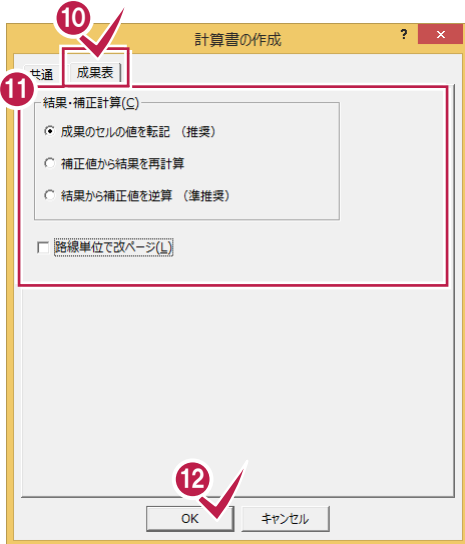 ⑩
計算書の作成
? ×
共通 成果表
⑪
結果・補正計算(C)
成果のセルの値を転記 (推奨)
補正値から結果を再計算
結果から補正値を逆算 (準推奨)
路線単位で改ページ(L)
⑫
OK キャンセル